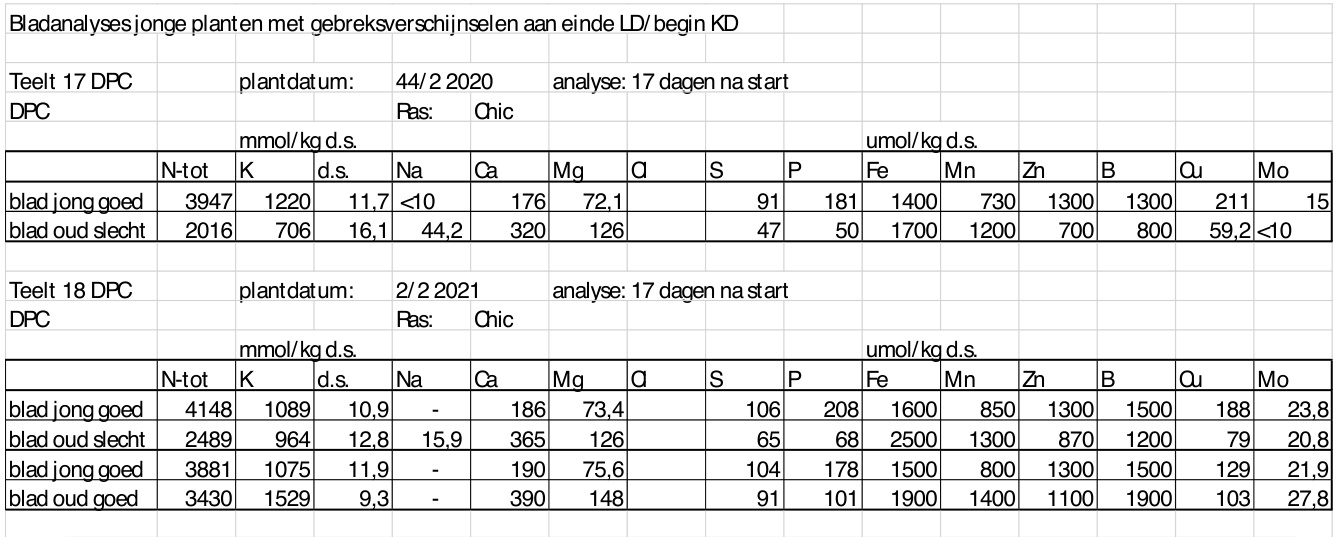 Bladanalyses jonge planten met gebreksverschijnselen aan einde LD/ begin KD
Teelt 17 DPC plantdatum: 44/2 2020 analyse: 17 dagen na start
DPC Ras: Chic
mmol/kg d.s. umol/kg d.s.
N-tot K d.s. Na Ca Mg Cl S P Fe Mn Zn B Cu Mo
blad jong goed 3947 1220 11,7 <10 176 72,1 91 181 1400 730 1300 1300 211 15
blad oud slecht 2016 706 16,1 44,2 320 126 47 50 1700 1200 700 800 59,2 <10
Teelt 18 DPC plantdatum: 2/2 2021 analyse: 17 dagen na start
DPC Ras: Chic
mmol/kg d.s. umol/kg d.s.
N-tot K d.s. Na Ca Mg Cl S P Fe Mn Zn B Cu Mo
blad jong goed 4148 1089 10,9 - 186 73,4 106 208 1600 850 1300 1500 188 23,8
blad oud slecht 2489 964 12,8 15,9 365 126 65 68 2500 1300 870 1200 79 20,8
blad jong goed 3881 1075 11,9 - 190 75,6 104 178 1500 800 1300 1500 129 21,9
blad oud goed 3430 1529 9,3 - 390 148 91 101 1900 1400 1100 1900 103 27,8